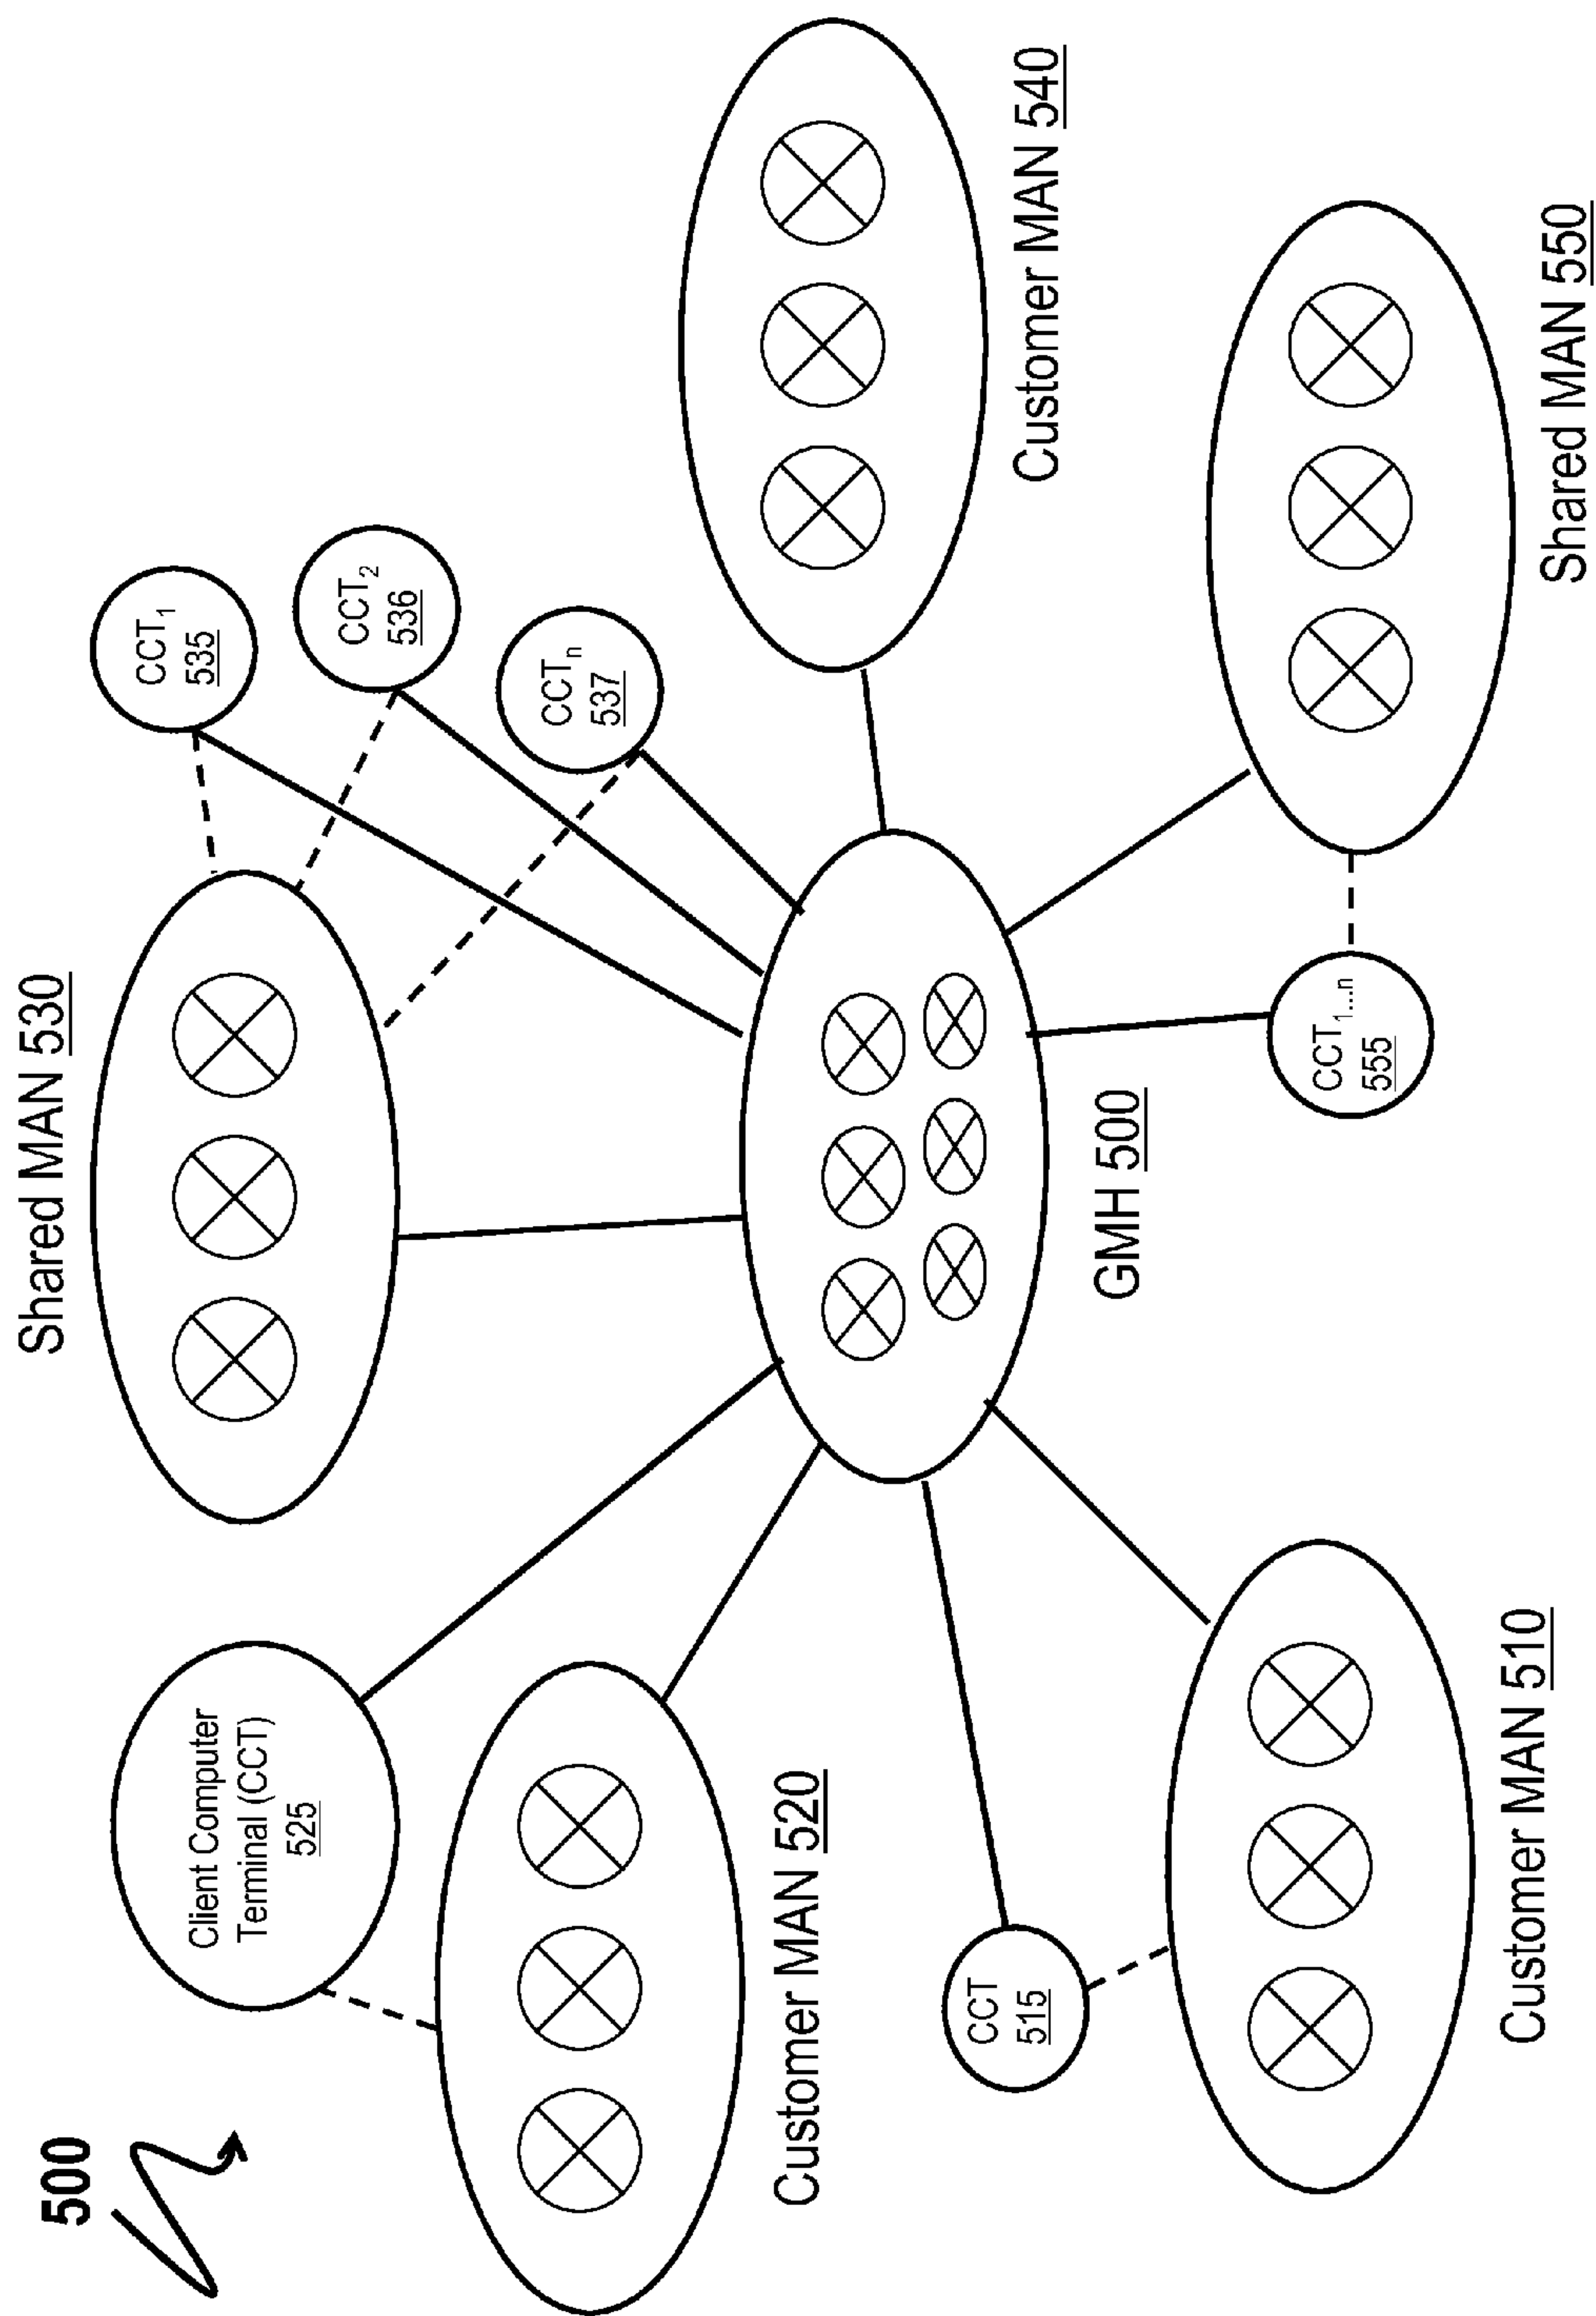 500
Shared MAN 530
CCT1
535
CCT2
536
CCTn
537
Client Computer
Terminal (CCT)
525
Customer MAN 520
Customer MAN 540
GMH 500
CCT
515
CCT1...n
555
Customer MAN 510
Shared MAN 550